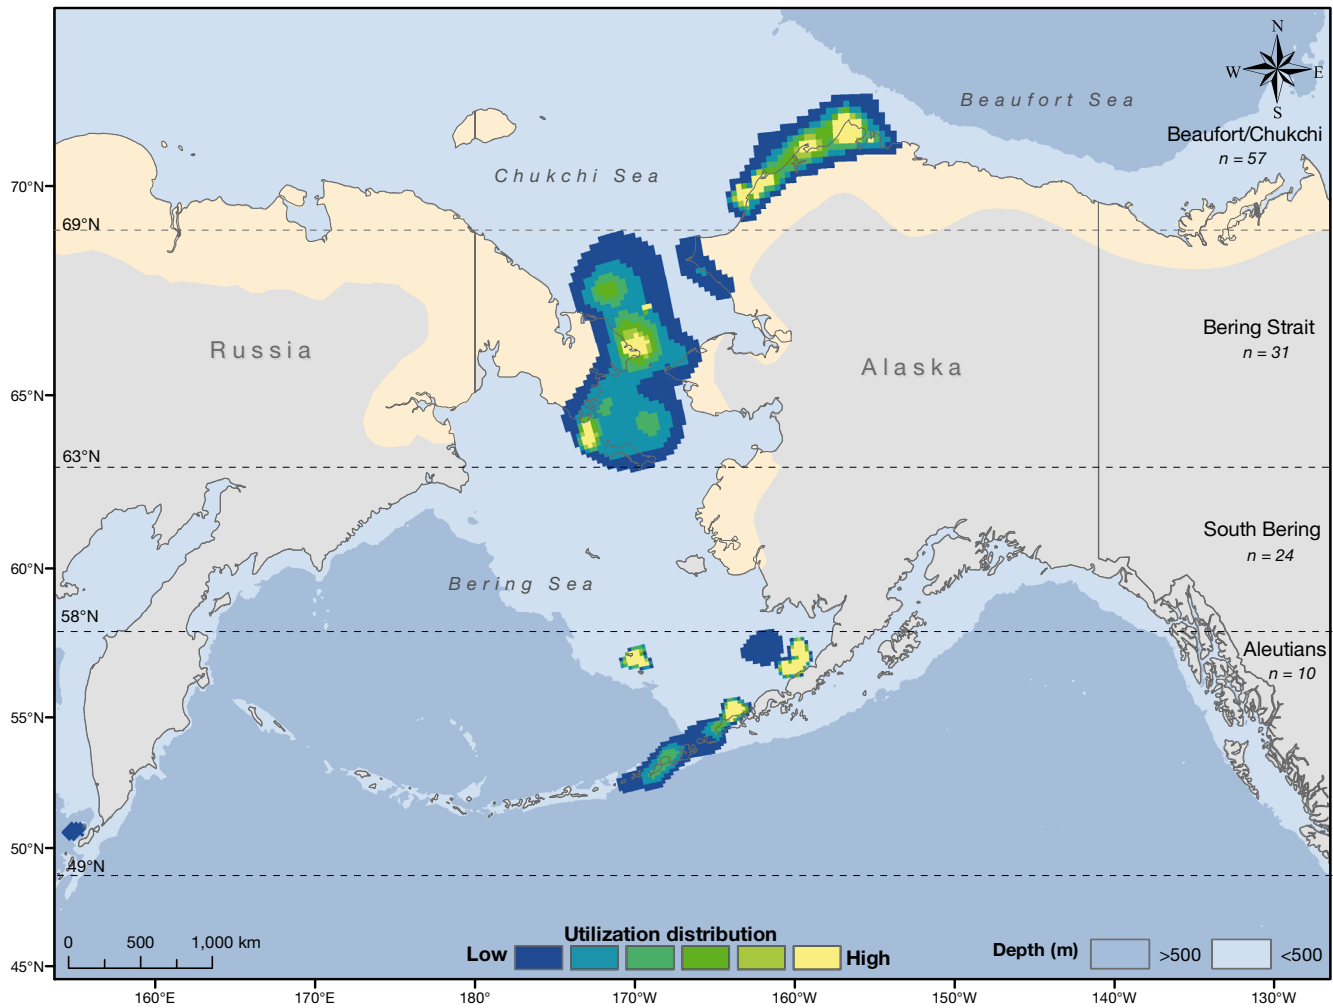 N
W E
S
Beaufort Sea
Beaufort/Chukchi
n = 57
Chukchi Sea
70°N
69°N
Bering Strait
n = 31
Russia
Alaska
65°N
63°N
South Bering
n = 24
60°N
Bering Sea
58°N
Aleutians
n = 10
55°N
50°N
49°N
0 500 1,000 km
Utilization distribution
Low High
Depth (m) >500 <500
45°N
160°E 170°E 180° 170°W 160°W 150°W 140°W 130°W